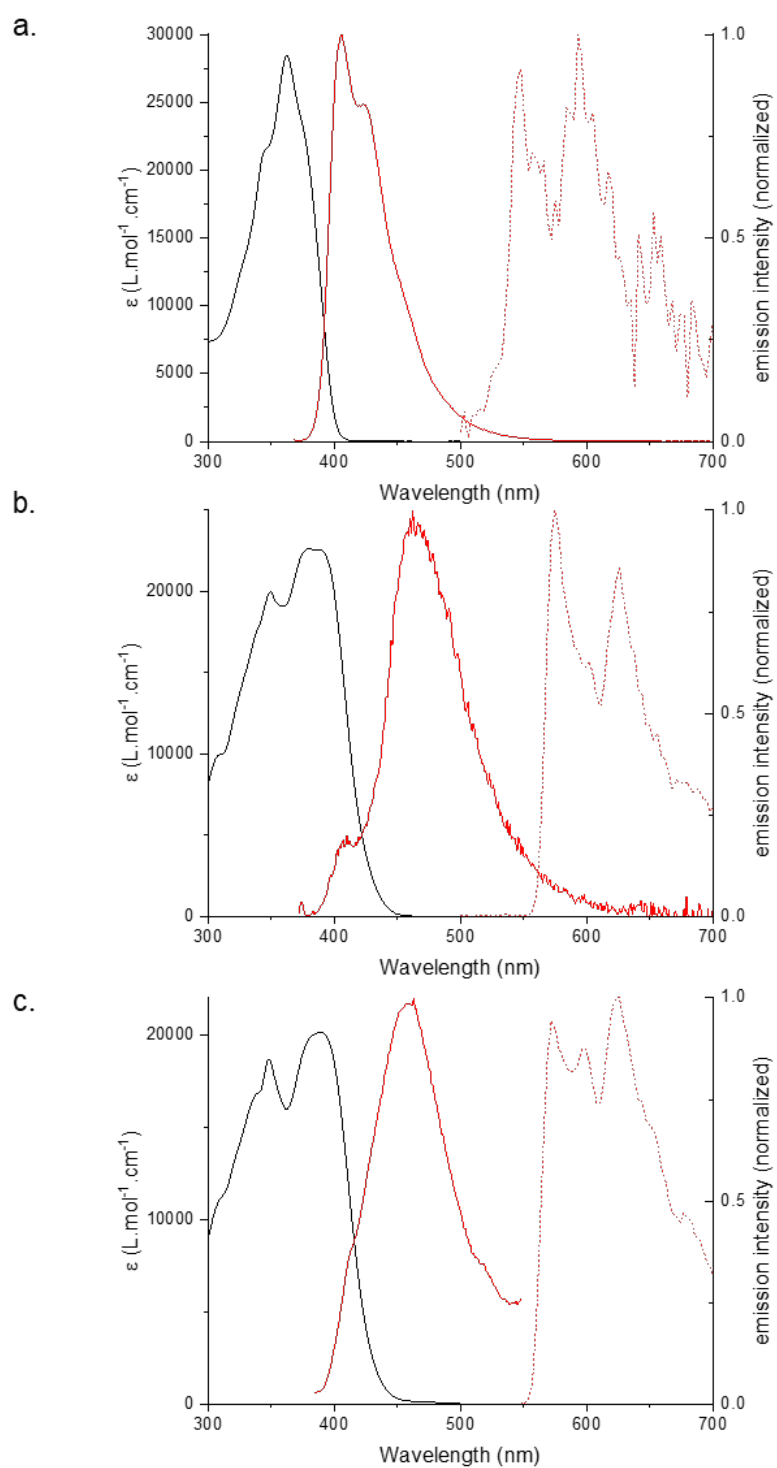 a.
30000
25000
20000
15000
10000
5000
0
ε (L.mol⁻¹.cm⁻¹)
1.0
0.5
0.0
emission intensity (normalized)
300 400 500 600 700
Wavelength (nm)
b.
20000
10000
0
ε (L.mol⁻¹.cm⁻¹)
1.0
0.5
0.0
emission intensity (normalized)
300 400 500 600 700
Wavelength (nm)
c.
20000
10000
0
ε (L.mol⁻¹.cm⁻¹)
1.0
0.5
0.0
emission intensity (normalized)
300 400 500 600 700
Wavelength (nm)